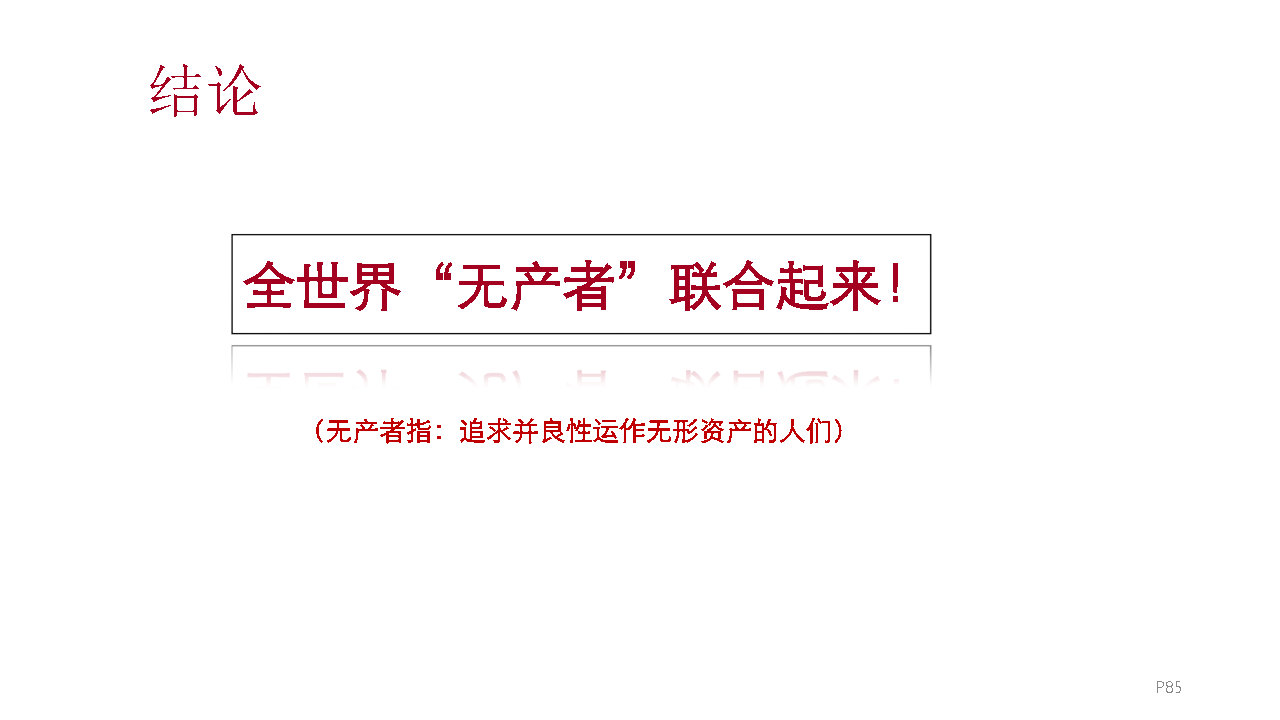 结论
全世界“无产者”联合起来！
（无产者指：追求并良性运作无形资产的人们）
P85